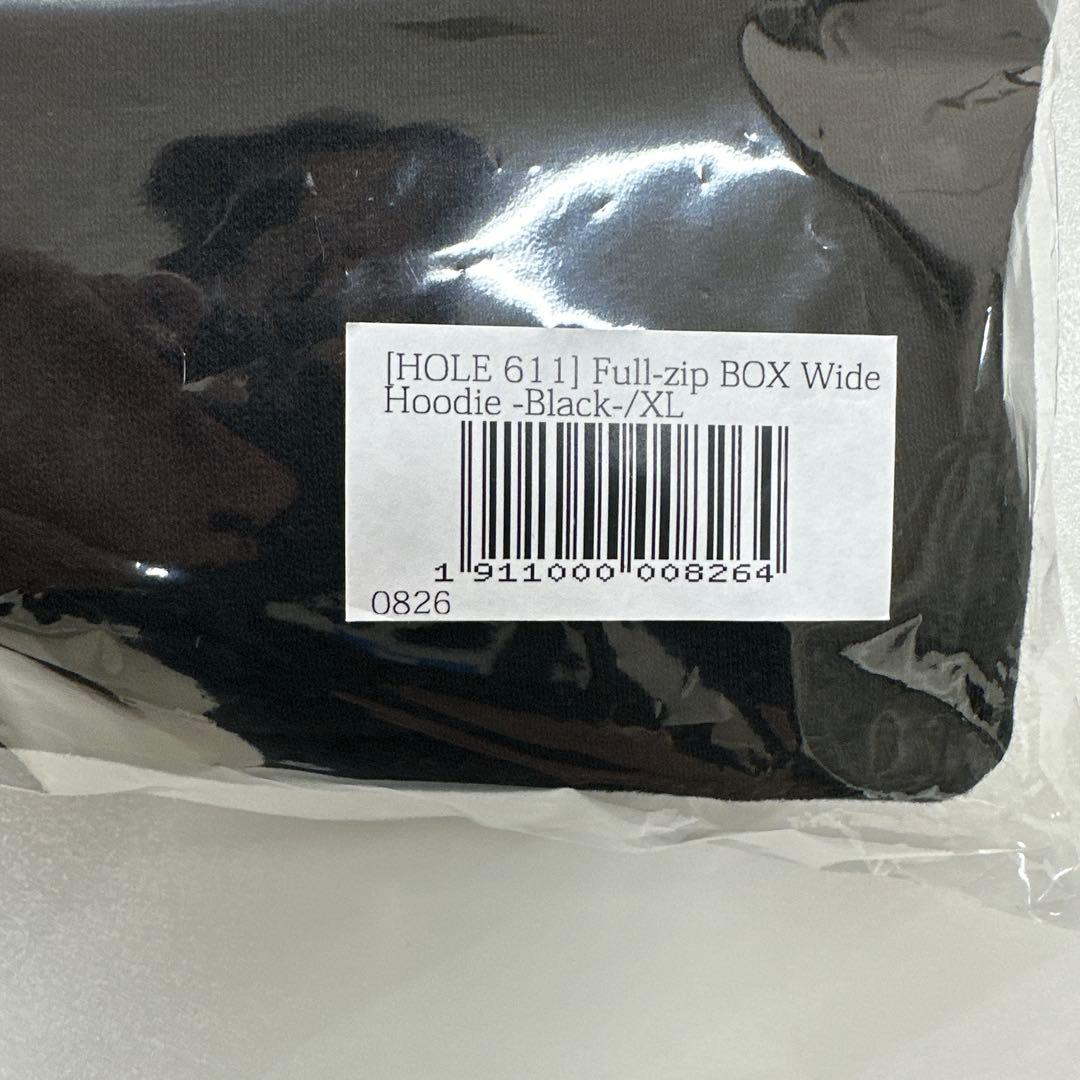 [HOLE 611] Full-zip BOX Wide
Hoodie -Black-/XL
1 911000 008264
0826